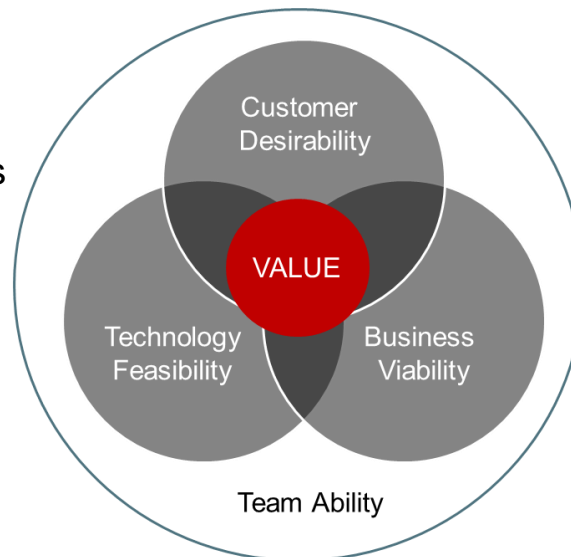 Customer
Desirability
s
VALUE
Technology
Feasibility
Business
Viability
Team Ability